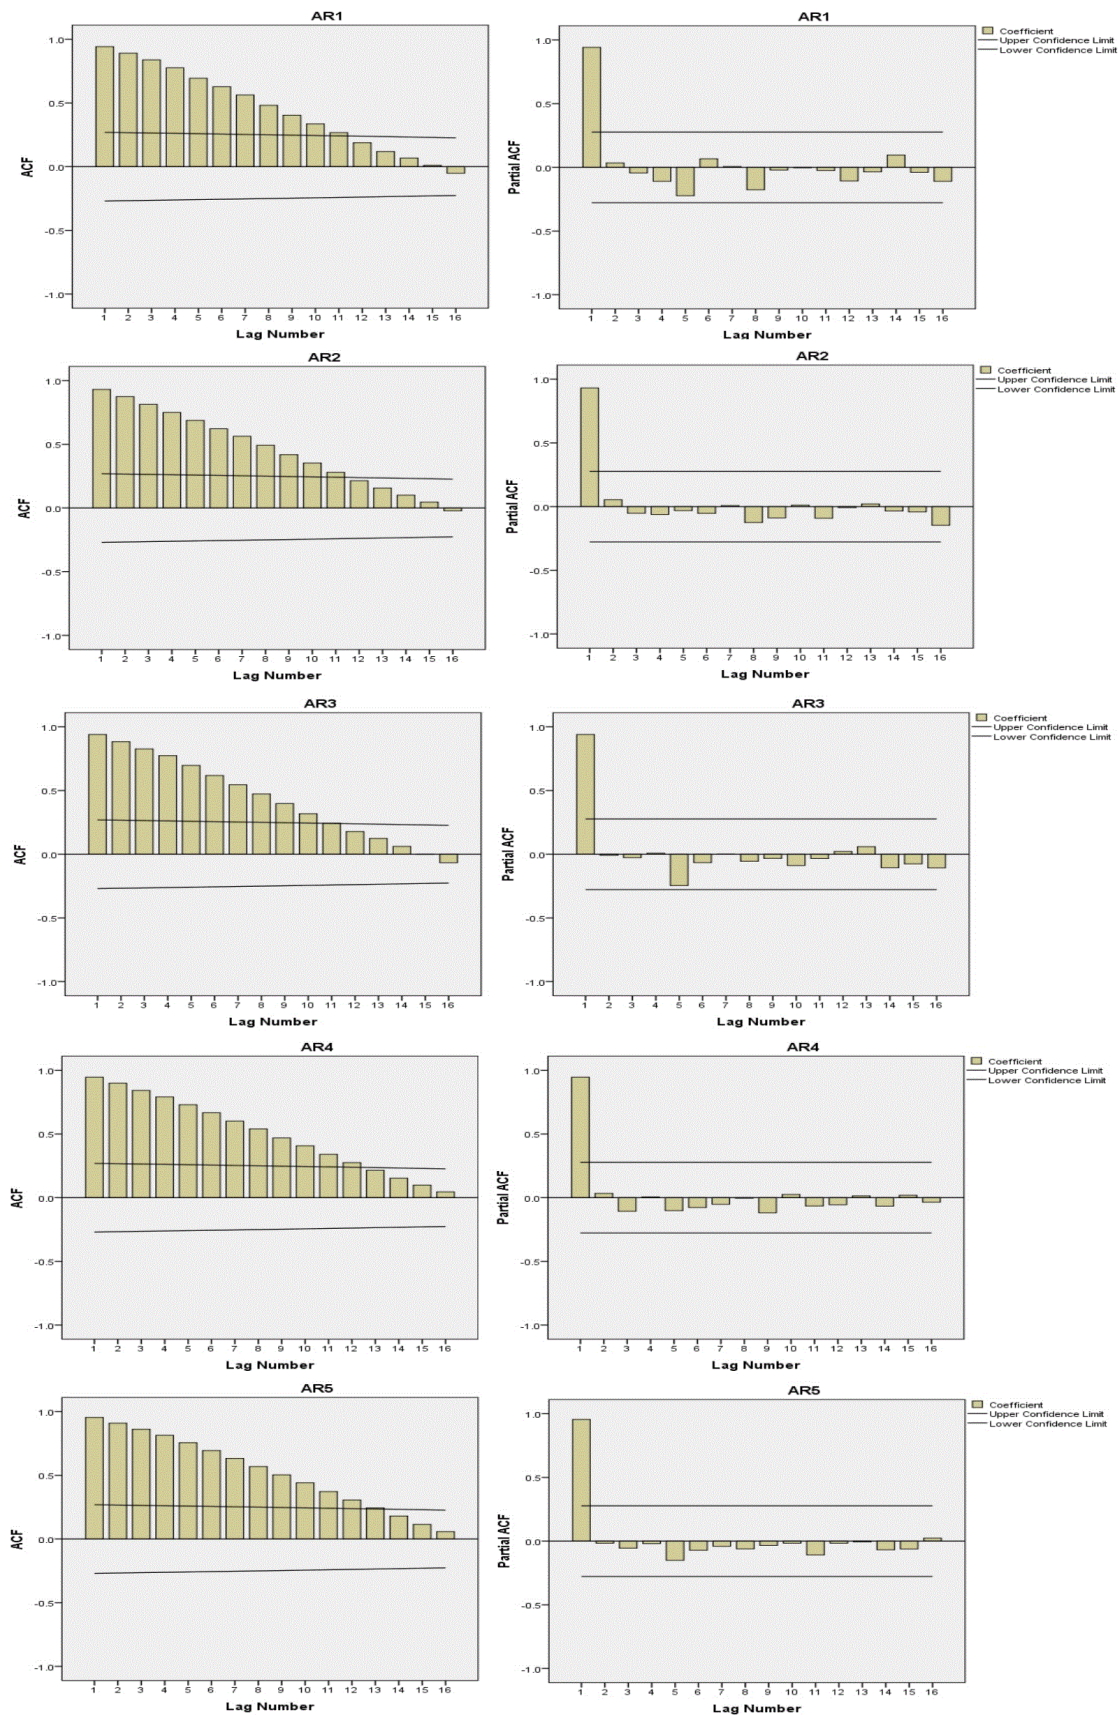 AR1
ACF
1.0
0.5
0.0
-0.5
-1.0
1 2 3 4 5 6 7 8 9 10 11 12 13 14 15 16
Lag Number
AR1
Partial ACF
1.0
0.5
0.0
-0.5
-1.0
1 2 3 4 5 6 7 8 9 10 11 12 13 14 15 16
Lag Number
Coefficient
Upper Confidence Limit
Lower Confidence Limit
AR2
ACF
1.0
0.5
0.0
-0.5
-1.0
1 2 3 4 5 6 7 8 9 10 11 12 13 14 15 16
Lag Number
AR2
Partial ACF
1.0
0.5
0.0
-0.5
-1.0
1 2 3 4 5 6 7 8 9 10 11 12 13 14 15 16
Lag Number
Coefficient
Upper Confidence Limit
Lower Confidence Limit
AR3
ACF
1.0
0.5
0.0
-0.5
-1.0
1 2 3 4 5 6 7 8 9 10 11 12 13 14 15 16
Lag Number
AR3
Partial ACF
1.0
0.5
0.0
-0.5
-1.0
1 2 3 4 5 6 7 8 9 10 11 12 13 14 15 16
Lag Number
Coefficient
Upper Confidence Limit
Lower Confidence Limit
AR4
ACF
1.0
0.5
0.0
-0.5
-1.0
1 2 3 4 5 6 7 8 9 10 11 12 13 14 15 16
Lag Number
AR4
Partial ACF
1.0
0.5
0.0
-0.5
-1.0
1 2 3 4 5 6 7 8 9 10 11 12 13 14 15 16
Lag Number
Coefficient
Upper Confidence Limit
Lower Confidence Limit
AR5
ACF
1.0
0.5
0.0
-0.5
-1.0
1 2 3 4 5 6 7 8 9 10 11 12 13 14 15 16
Lag Number
AR5
Partial ACF
1.0
0.5
0.0
-0.5
-1.0
1 2 3 4 5 6 7 8 9 10 11 12 13 14 15 16
Lag Number
Coefficient
Upper Confidence Limit
Lower Confidence Limit